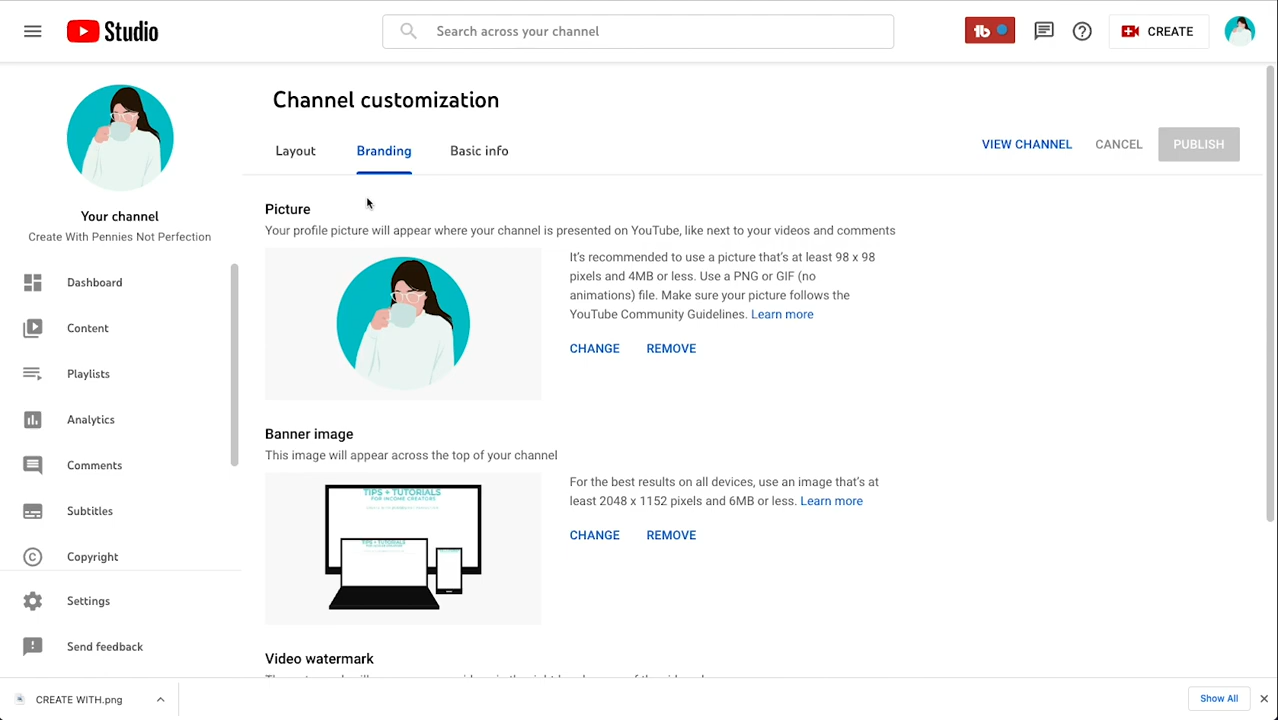 Studio
Search across your channel
tb
CREATE
Channel customization
Layout
Branding
Basic info
VIEW CHANNEL
CANCEL
PUBLISH
Your channel
Create With Pennies Not Perfection
Dashboard
Content
Playlists
Analytics
Comments
Subtitles
Copyright
Settings
Send feedback
Picture
Your profile picture will appear where your channel is presented on YouTube, like next to your videos and comments
It's recommended to use a picture that's at least 98 x 98
pixels and 4MB or less. Use a PNG or GIF (no
animations) file. Make sure your picture follows the
YouTube Community Guidelines. Learn more
CHANGE
REMOVE
Banner image
This image will appear across the top of your channel
TIPS + TUTORIALS
FOR INCOME CREATORS
TIPS + TUTORIALS
For the best results on all devices, use an image that's at
least 2048 x 1152 pixels and 6MB or less. Learn more
CHANGE
REMOVE
Video watermark
CREATE WITH.png
Show All